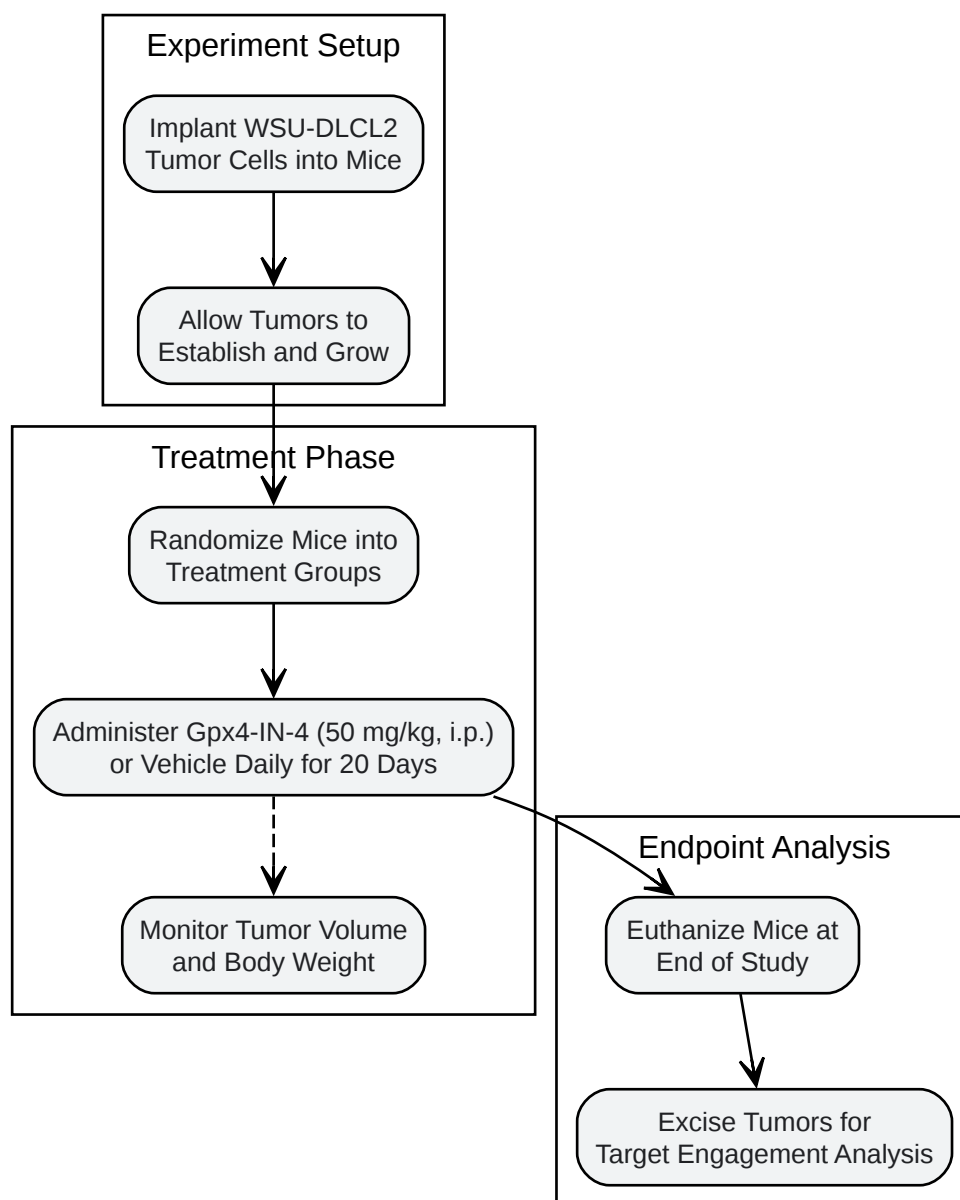 Experiment Setup
Implant WSU-DLCL2
Tumor Cells into Mice
Allow Tumors to
Establish and Grow
Treatment Phase
Randomize Mice into
Treatment Groups
Administer Gpx4-IN-4 (50 mg/kg, i.p.)
or Vehicle Daily for 20 Days
Monitor Tumor Volume
and Body Weight
Endpoint Analysis
Euthanize Mice at
End of Study
Excise Tumors for
Target Engagement Analysis